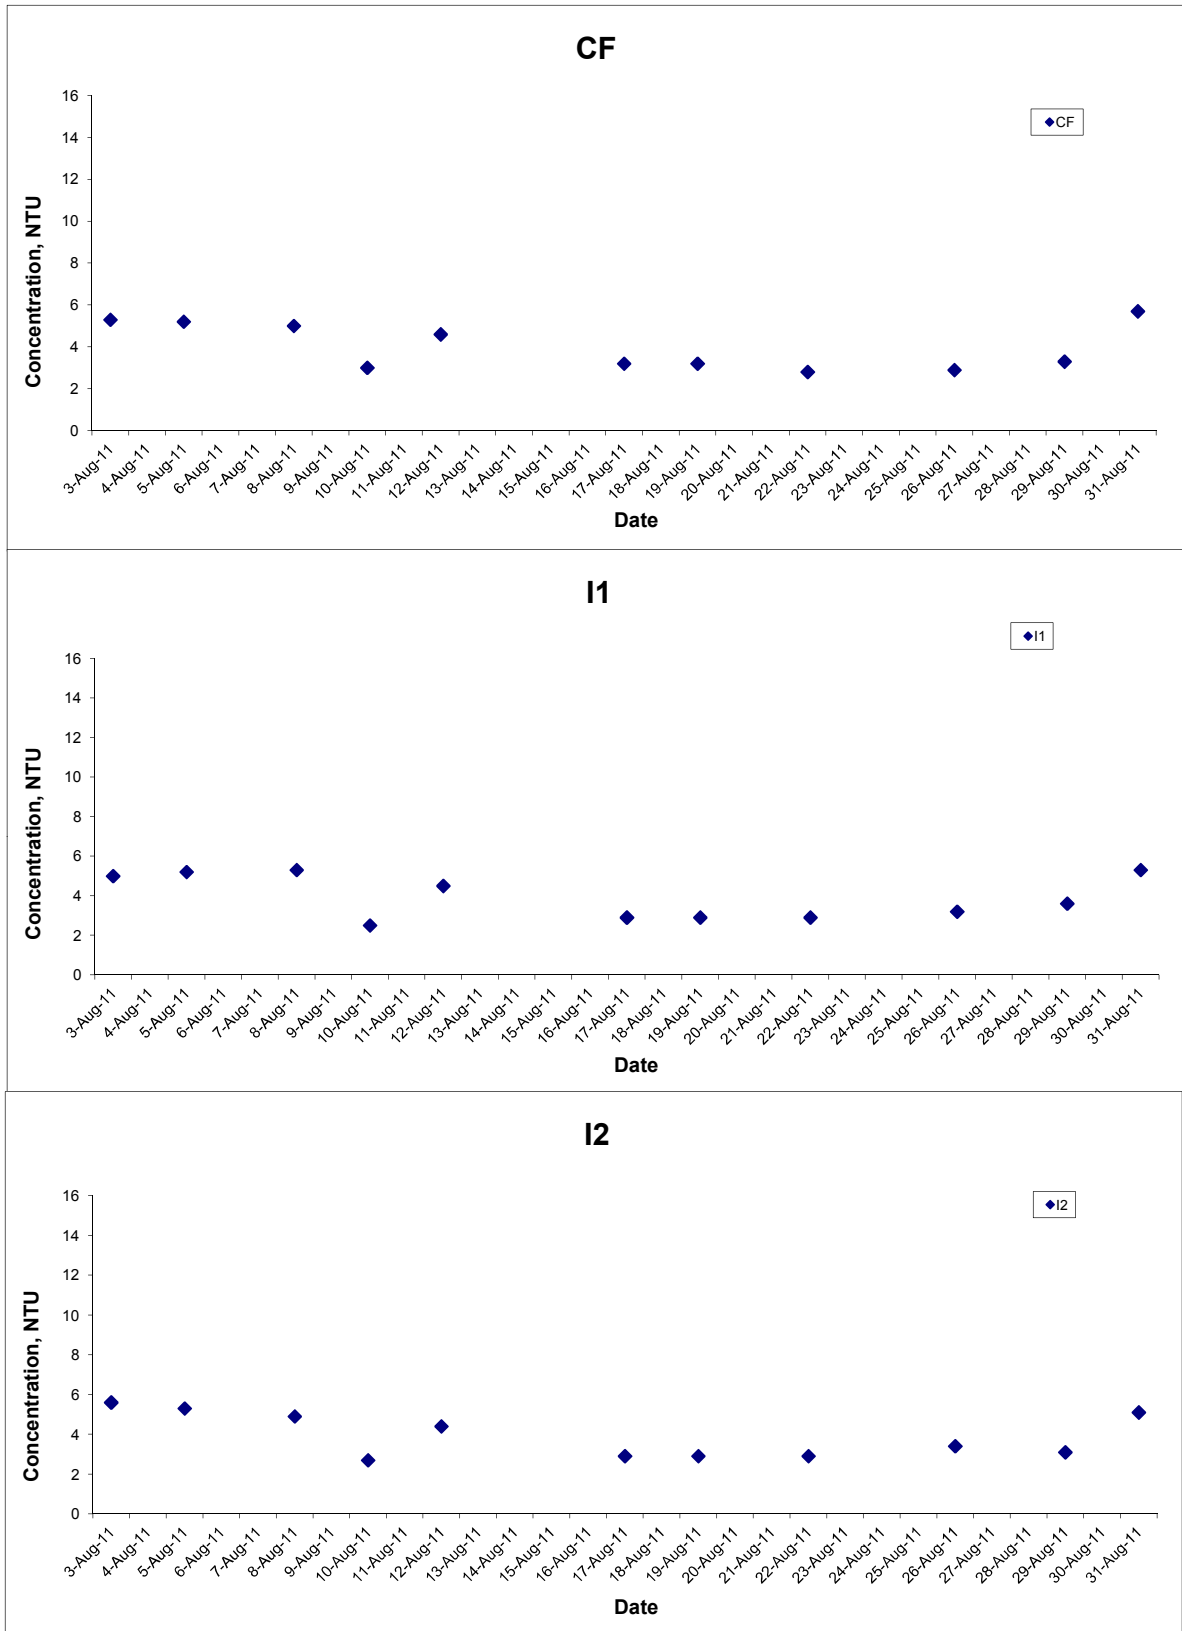 CF
16
14
12
10
8
6
4
2
0
Concentration, NTU
CF
3-Aug-11
4-Aug-11
5-Aug-11
6-Aug-11
7-Aug-11
8-Aug-11
9-Aug-11
10-Aug-11
11-Aug-11
12-Aug-11
13-Aug-11
14-Aug-11
15-Aug-11
16-Aug-11
17-Aug-11
18-Aug-11
19-Aug-11
20-Aug-11
21-Aug-11
22-Aug-11
23-Aug-11
24-Aug-11
25-Aug-11
26-Aug-11
27-Aug-11
28-Aug-11
29-Aug-11
30-Aug-11
31-Aug-11
Date
I1
16
14
12
10
8
6
4
2
0
Concentration, NTU
I1
3-Aug-11
4-Aug-11
5-Aug-11
6-Aug-11
7-Aug-11
8-Aug-11
9-Aug-11
10-Aug-11
11-Aug-11
12-Aug-11
13-Aug-11
14-Aug-11
15-Aug-11
16-Aug-11
17-Aug-11
18-Aug-11
19-Aug-11
20-Aug-11
21-Aug-11
22-Aug-11
23-Aug-11
24-Aug-11
25-Aug-11
26-Aug-11
27-Aug-11
28-Aug-11
29-Aug-11
30-Aug-11
31-Aug-11
Date
I2
16
14
12
10
8
6
4
2
0
Concentration, NTU
I2
3-Aug-11
4-Aug-11
5-Aug-11
6-Aug-11
7-Aug-11
8-Aug-11
9-Aug-11
10-Aug-11
11-Aug-11
12-Aug-11
13-Aug-11
14-Aug-11
15-Aug-11
16-Aug-11
17-Aug-11
18-Aug-11
19-Aug-11
20-Aug-11
21-Aug-11
22-Aug-11
23-Aug-11
24-Aug-11
25-Aug-11
26-Aug-11
27-Aug-11
28-Aug-11
29-Aug-11
30-Aug-11
31-Aug-11
Date